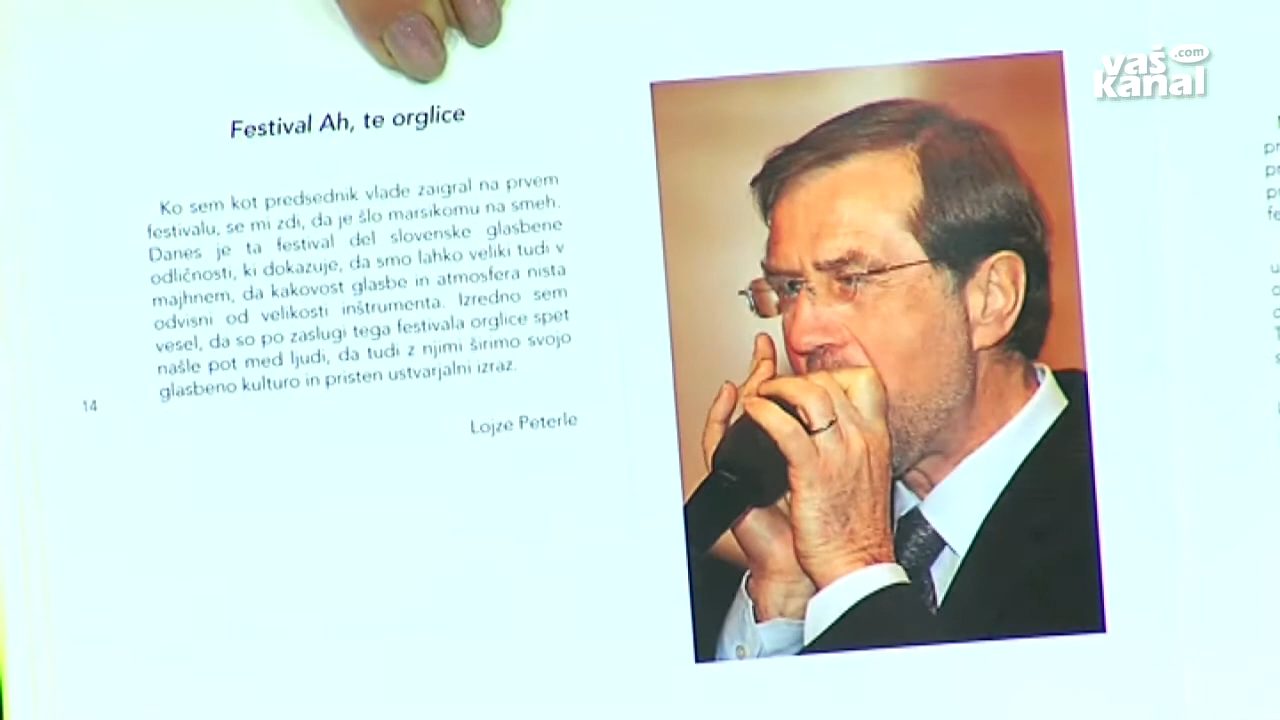 vaš
.com
kanal
Festival Ah, te orglice
Ko sem kot predsednik vlade zaigral na prvem
festivalu, se mi zdi, da je šlo marsikomu na smeh.
Danes je ta festival del slovenske glasbene
odličnosti, ki dokazuje, da smo lahko veliki tudi v
majhnem, da kakovost glasbe in atmosfera nista
odvisni od velikosti inštrumenta. Izredno sem
vesel, da so po zaslugi tega festivala orglice spet
našle pot med ljudi, da tudi z njimi širimo svojo
glasbeno kulturo in pristen ustvarjalni izraz.
14
Lojze Peterle